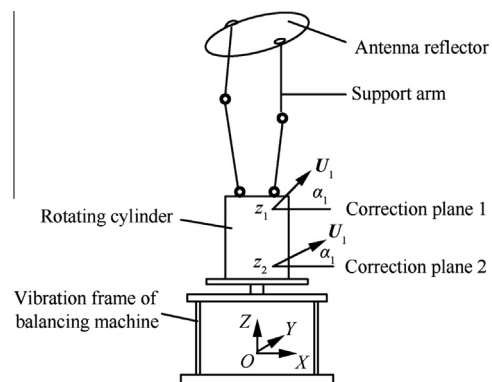 Antenna reflector
Support arm
U₁
α₁
z₁
Correction plane 1
Rotating cylinder
U₁
α₁
z₂
Correction plane 2
Vibration frame of
balancing machine
Z
Y
O
X